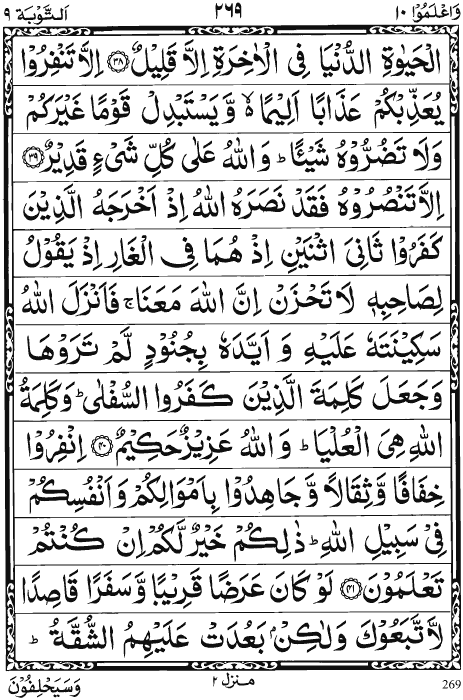 وَاعْلَمُوْٓا ١٠ ٢٦٩ اَلتَّوْبَة ٩
الْحَيٰوةِ الدُّنْيَا فِى الْاٰخِرَةِ اِلَّا قَلِيْلٌ ٣٨ اِلَّا تَنْفِرُوْا
يُعَذِّبْكُمْ عَذَابًا اَلِيْمًا ۙ وَّيَسْتَبْدِلْ قَوْمًا غَيْرَكُمْ
وَلَا تَضُرُّوْهُ شَيْـًٔا ؕ وَاللّٰهُ عَلٰى كُلِّ شَىْءٍ قَدِيْرٌ ٣٩
اِلَّا تَنْصُرُوْهُ فَقَدْ نَصَرَهُ اللّٰهُ اِذْ اَخْرَجَهُ الَّذِيْنَ
كَفَرُوْا ثَانِىَ اثْنَيْنِ اِذْ هُمَا فِى الْغَارِ اِذْ يَقُوْلُ
لِصَاحِبِهٖ لَا تَحْزَنْ اِنَّ اللّٰهَ مَعَنَا ۚ فَاَنْزَلَ اللّٰهُ
سَكِيْنَتَهٗ عَلَيْهِ وَ اَيَّدَهٗ بِجُنُوْدٍ لَّمْ تَرَوْهَا
وَجَعَلَ كَلِمَةَ الَّذِيْنَ كَفَرُوا السُّفْلٰى ؕ وَكَلِمَةُ
اللّٰهِ هِىَ الْعُلْيَا ؕ وَاللّٰهُ عَزِيْزٌ حَكِيْمٌ ٤٠ اِنْفِرُوْا
خِفَافًا وَّثِقَالًا وَّجَاهِدُوْا بِاَمْوَالِكُمْ وَاَنْفُسِكُمْ
فِىْ سَبِيْلِ اللّٰهِ ؕ ذٰلِكُمْ خَيْرٌ لَّكُمْ اِنْ كُنْتُمْ
تَعْلَمُوْنَ ٤١ لَوْ كَانَ عَرَضًا قَرِيْبًا وَّسَفَرًا قَاصِدًا
لَّاتَّبَعُوْكَ وَلٰكِنْۢ بَعُدَتْ عَلَيْهِمُ الشُّقَّةُ ؕ
وَسَيَحْلِفُوْنَ منزل ٢ 269